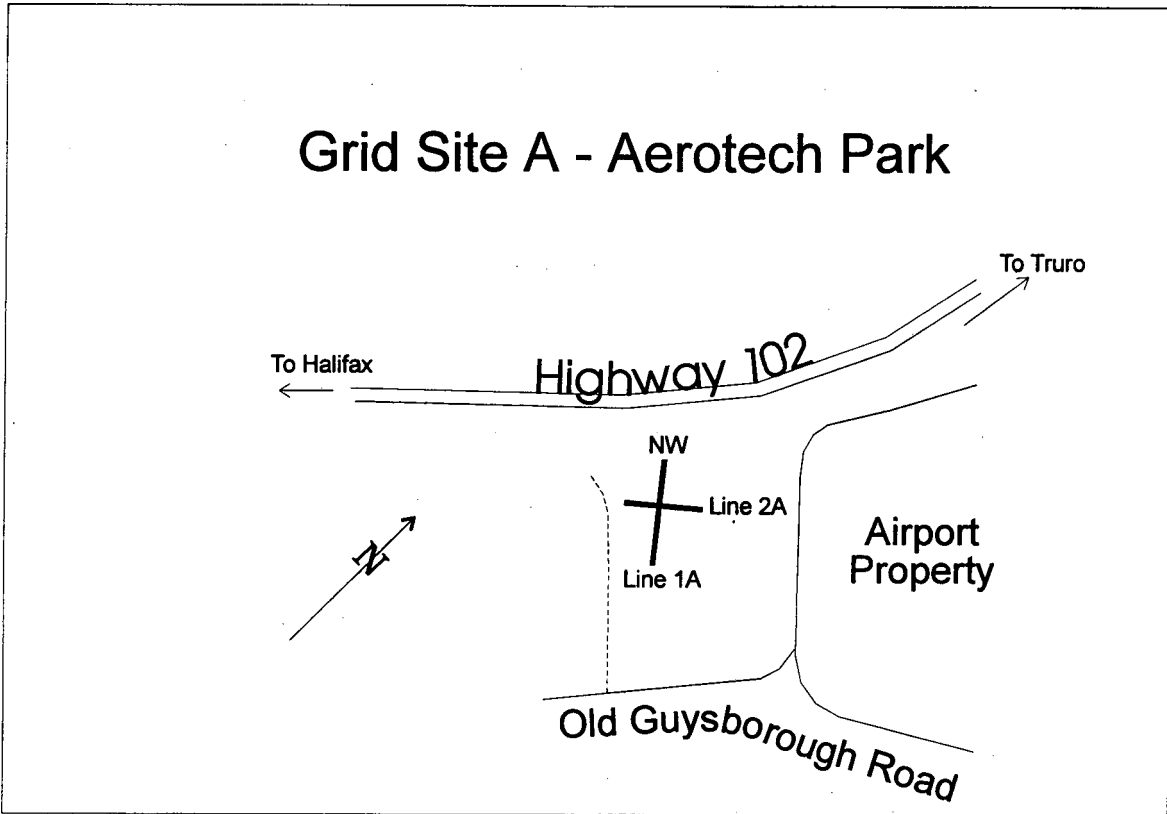 Grid Site A - Aerotech Park
To Truro
To Halifax
Highway 102
NW
Line 2A
N
Airport
Property
Line 1A
Old Guysborough Road